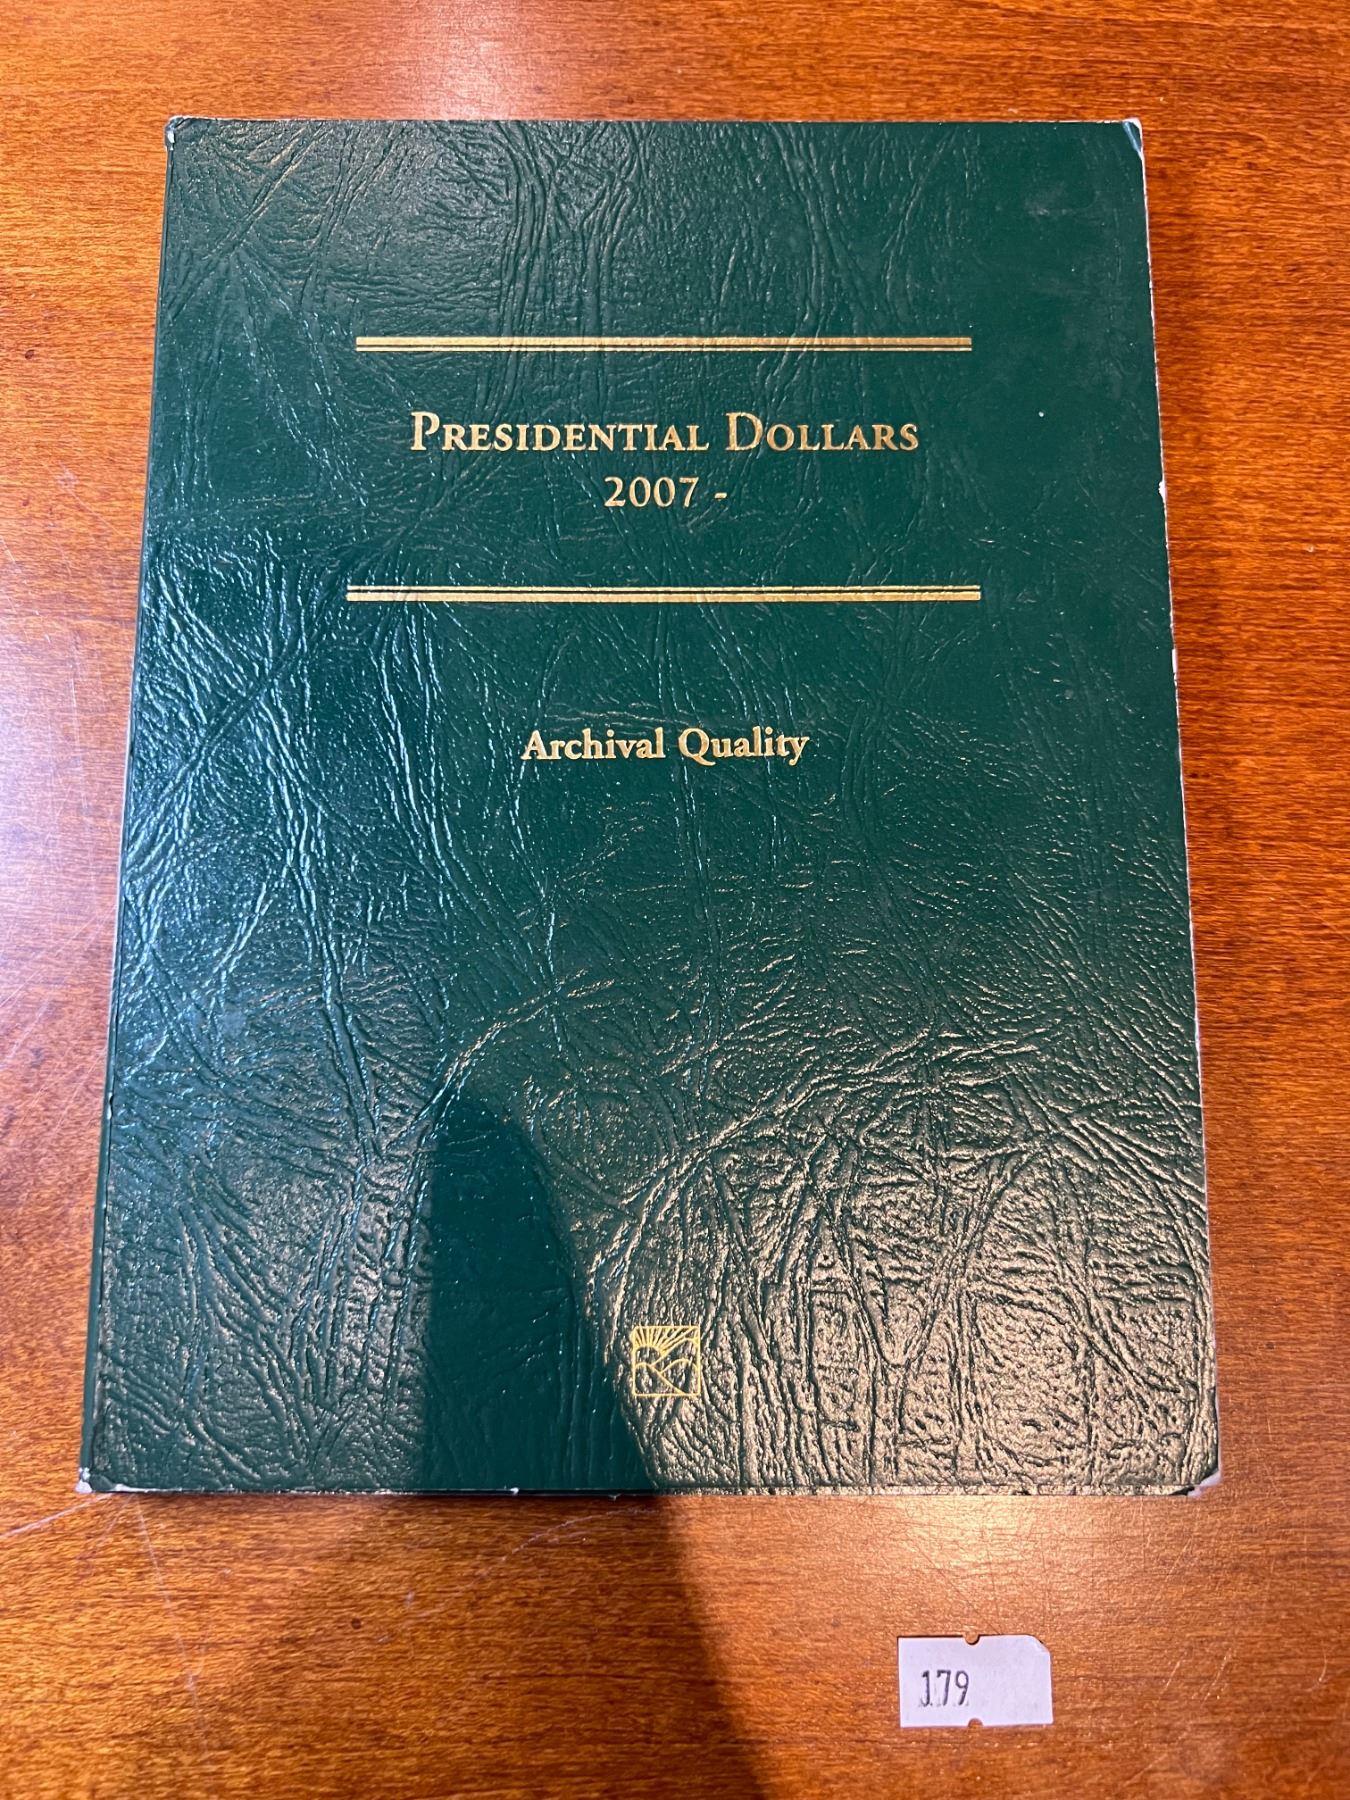 PRESIDENTIAL DOLLARS
2007 -
Archival Quality
179